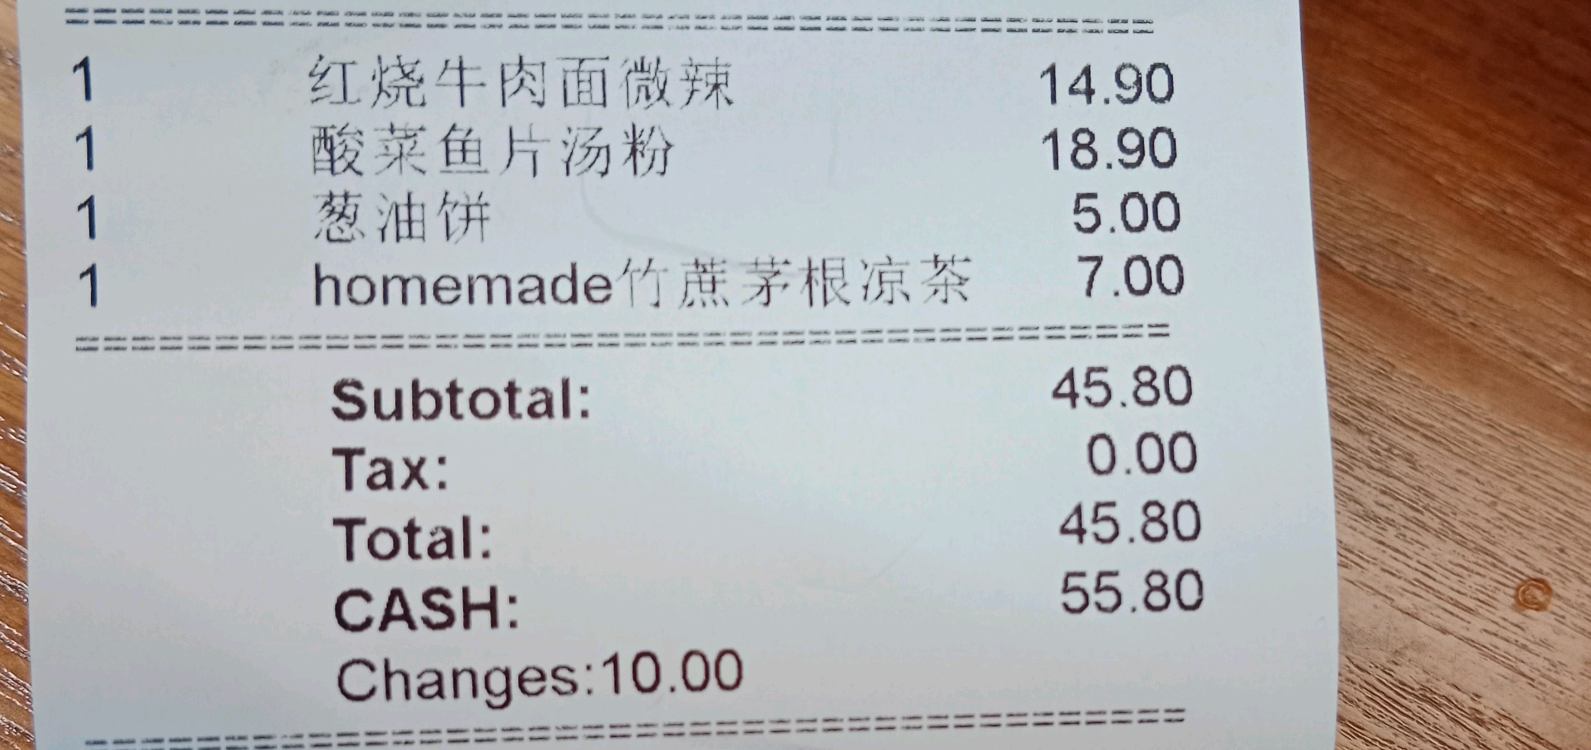 1 红烧牛肉面微辣 14.90
1 酸菜鱼片汤粉 18.90
1 葱油饼 5.00
1 homemade竹蔗茅根凉茶 7.00
Subtotal: 45.80
Tax: 0.00
Total: 45.80
CASH: 55.80
Changes:10.00